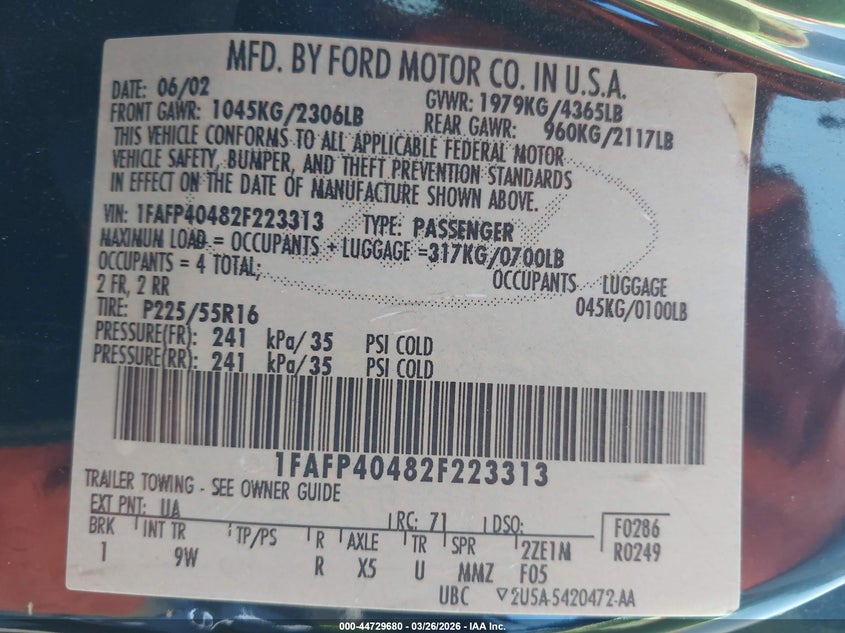 MFD. BY FORD MOTOR CO. IN U.S.A.
DATE: 06/02 GVWR: 1979KG/4365LB
FRONT GAWR: 1045KG/2306LB REAR GAWR: 960KG/2117LB
THIS VEHICLE CONFORMS TO ALL APPLICABLE FEDERAL MOTOR
VEHICLE SAFETY, BUMPER, AND THEFT PREVENTION STANDARDS
IN EFFECT ON THE DATE OF MANUFACTURE SHOWN ABOVE.
VIN: 1FAFP40482F223313 TYPE: PASSENGER
MAXIMUM LOAD = OCCUPANTS + LUGGAGE =317KG/0700LB
OCCUPANTS = 4 TOTAL; OCCUPANTS LUGGAGE
2 FR, 2 RR 045KG/0100LB
TIRE: P225/55R16
PRESSURE(FR): 241 kPa/35 PSI COLD
PRESSURE(RR): 241 kPa/35 PSI COLD
1FAFP40482F223313
TRAILER TOWING - SEE OWNER GUIDE
EXT PNT: UA RC: 71 DSO: F0286
BRK INT TR TP/PS R AXLE TR SPR 2ZE1M R0249
1 9W R X5 U MMZ F05
UBC 2U5A-5420472-AA
000-44729680 - 03/26/2026 - IAA Inc.